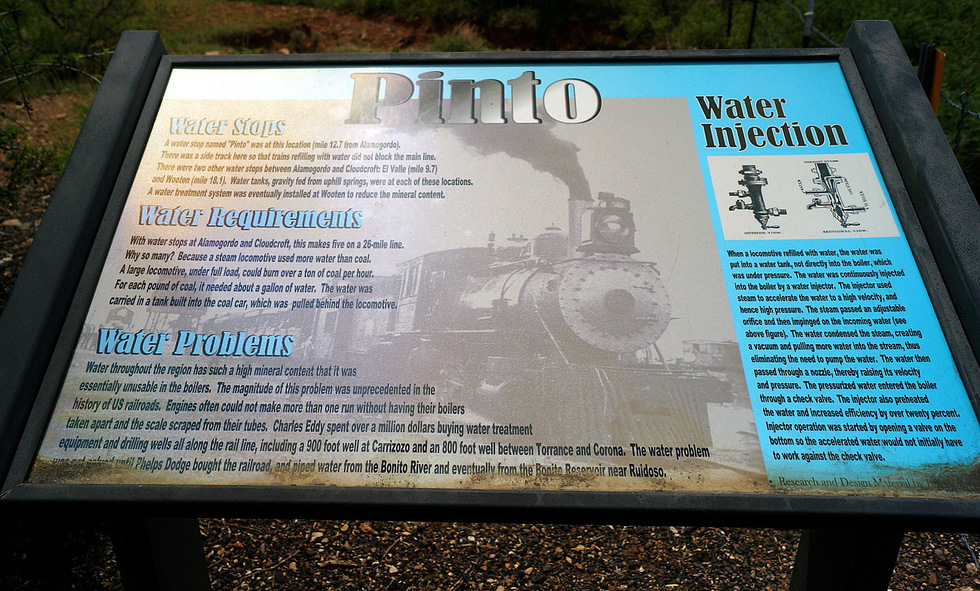 Pinto
Water Stops
A water stop named "Pinto" was at this location (mile 12.7 from Alamogordo).
There was a side track here so that trains refilling with water did not block the main line.
There were two other water stops between Alamogordo and Cloudcroft: El Valle (mile 9.7)
and Wooten (mile 18.1). Water tanks, gravity fed from uphill springs, were at each of these locations.
A water treatment system was eventually installed at Wooten to reduce the mineral content.
Water Requirements
With water stops at Alamogordo and Cloudcroft, this makes five on a 26-mile line.
Why so many? Because a steam locomotive used more water than coal.
A large locomotive, under full load, could burn over a ton of coal per hour.
For each pound of coal, it needed about a gallon of water. The water was
carried in a tank built into the coal car, which was pulled behind the locomotive.
Water Problems
Water throughout the region has such a high mineral content that it was
essentially unusable in the boilers. The magnitude of this problem was unprecedented in the
history of US railroads. Engines often could not make more than one run without having their boilers
taken apart and the scale scraped from their tubes. Charles Eddy spent over a million dollars buying water treatment
equipment and drilling wells all along the rail line, including a 900 foot well at Carrizozo and an 800 foot well between Torrance and Corona. The water problem
until Phelps Dodge bought the railroad, and piped water from the Bonito River and eventually from the Bonito Reservoir near Ruidoso.
Water
Injection
OUTSIDE VIEW.
SECTIONAL VIEW.
When a locomotive refilled with water, the water was
put into a water tank, not directly into the boiler, which
was under pressure. The water was continuously injected
into the boiler by a water injector. The injector used
steam to accelerate the water to a high velocity, and
hence high pressure. The steam passed an adjustable
orifice and then impinged on the incoming water (see
above figure). The water condensed the steam, creating
a vacuum and pulling more water into the stream, thus
eliminating the need to pump the water. The water then
passed through a nozzle, thereby raising its velocity
and pressure. The pressurized water entered the boiler
through a check valve. The injector also preheated
the water and increased efficiency by over twenty percent.
Injector operation was started by opening a valve on the
bottom so the accelerated water would not initially have
to work against the check valve.
Research and Design Material by